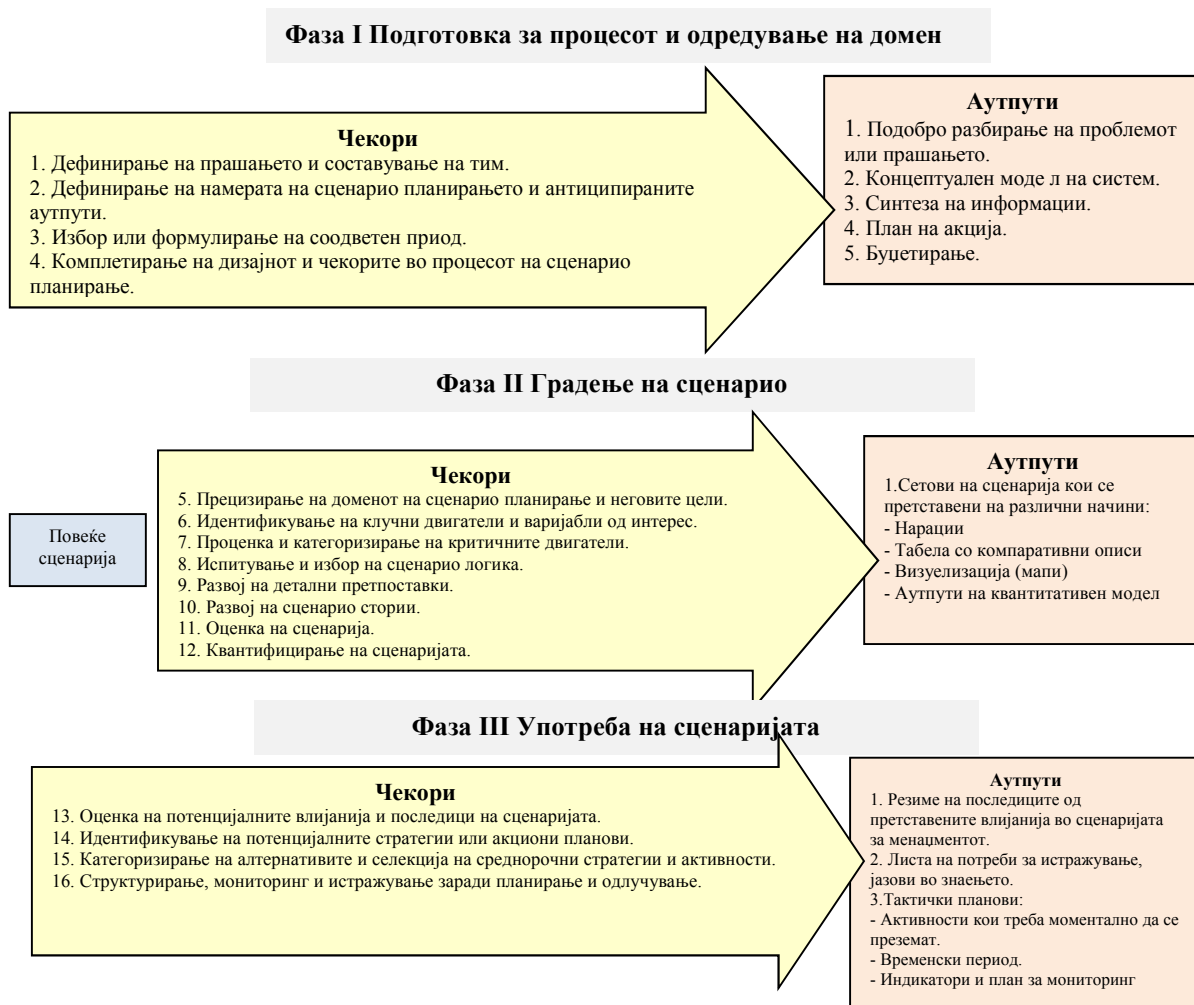 Фаза I Подготовка за процесот и одредување на домен
Чекори
1. Дефинирање на прашањето и составување на тим.
2. Дефинирање на намерата на сценарио планирањето и антиципираните
аутпути.
3. Избор или формулирање на соодветен приод.
4. Комплетирање на дизајнот и чекорите во процесот на сценарио
планирање.
Аутпути
1. Подобро разбирање на проблемот
или прашањето.
2. Концептуален моде л на систем.
3. Синтеза на информации.
4. План на акција.
5. Буџетирање.
Фаза II Градење на сценарио
Повеќе
сценарија
Чекори
5. Прецизирање на доменот на сценарио планирање и неговите цели.
6. Идентификување на клучни двигатели и варијабли од интерес.
7. Проценка и категоризирање на критичните двигатели.
8. Испитување и избор на сценарио логика.
9. Развој на детални претпоставки.
10. Развој на сценарио стории.
11. Оценка на сценарија.
12. Квантифицирање на сценаријата.
Аутпути
1.Сетови на сценарија кои се
претставени на различни начини:
- Нарации
- Табела со компаративни описи
- Визуелизација (мапи)
- Аутпути на квантитативен модел
Фаза III Употреба на сценаријата
Чекори
13. Оценка на потенцијалните влијанија и последици на сценаријата.
14. Идентификување на потенцијалните стратегии или акциони планови.
15. Категоризирање на алтернативите и селекција на среднорочни стратегии и активности.
16. Структурирање, мониторинг и истражување заради планирање и одлучување.
Аутпути
1. Резиме на последиците од
претставените влијанија во сценаријата
за менаџментот.
2. Листа на потреби за истражување,
јазови во знаењето.
3.Тактички планови:
- Активности кои треба моментално да се
преземат.
- Временски период.
- Индикатори и план за мониторинг